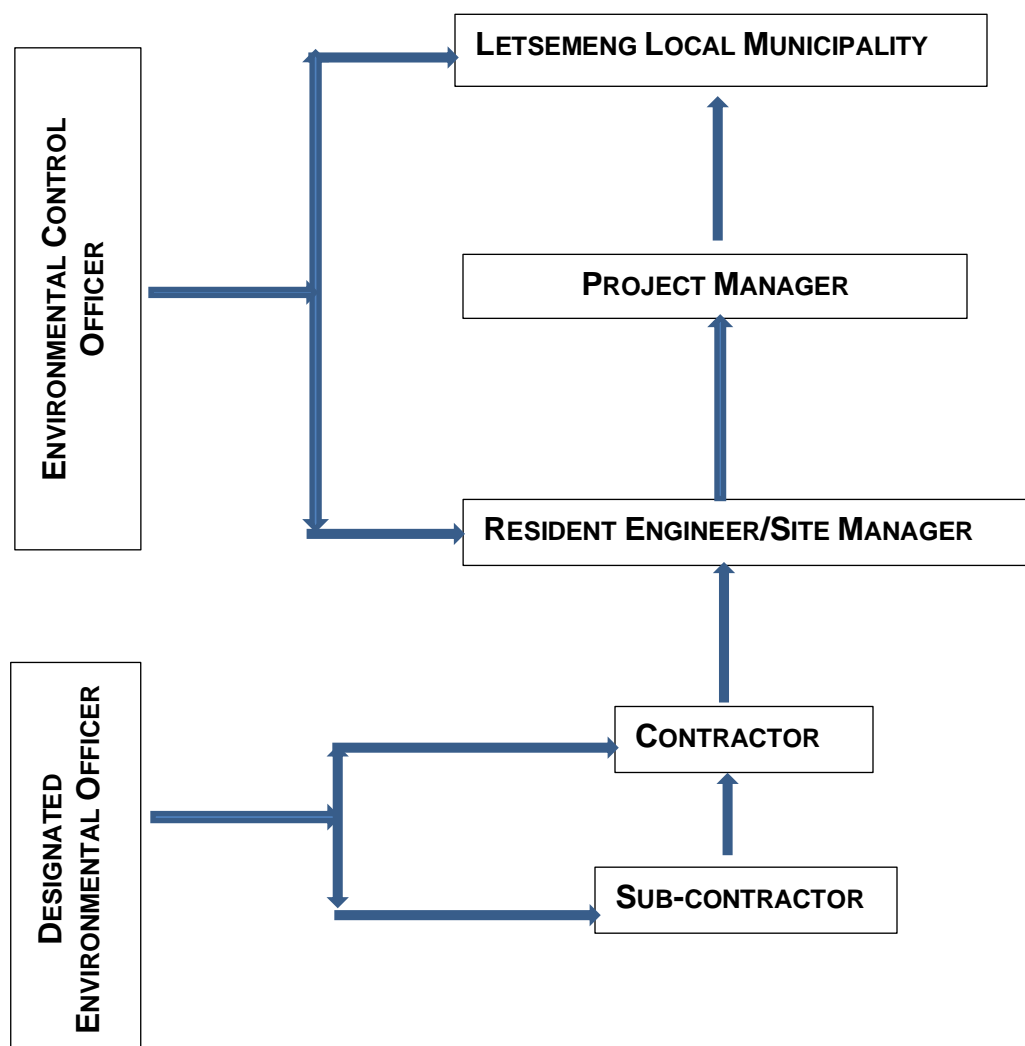 LETSEMENG LOCAL MUNICIPALITY
ENVIRONMENTAL CONTROL
OFFICER
PROJECT MANAGER
RESIDENT ENGINEER/SITE MANAGER
DESIGNATED
ENVIRONMENTAL OFFICER
CONTRACTOR
SUB-CONTRACTOR